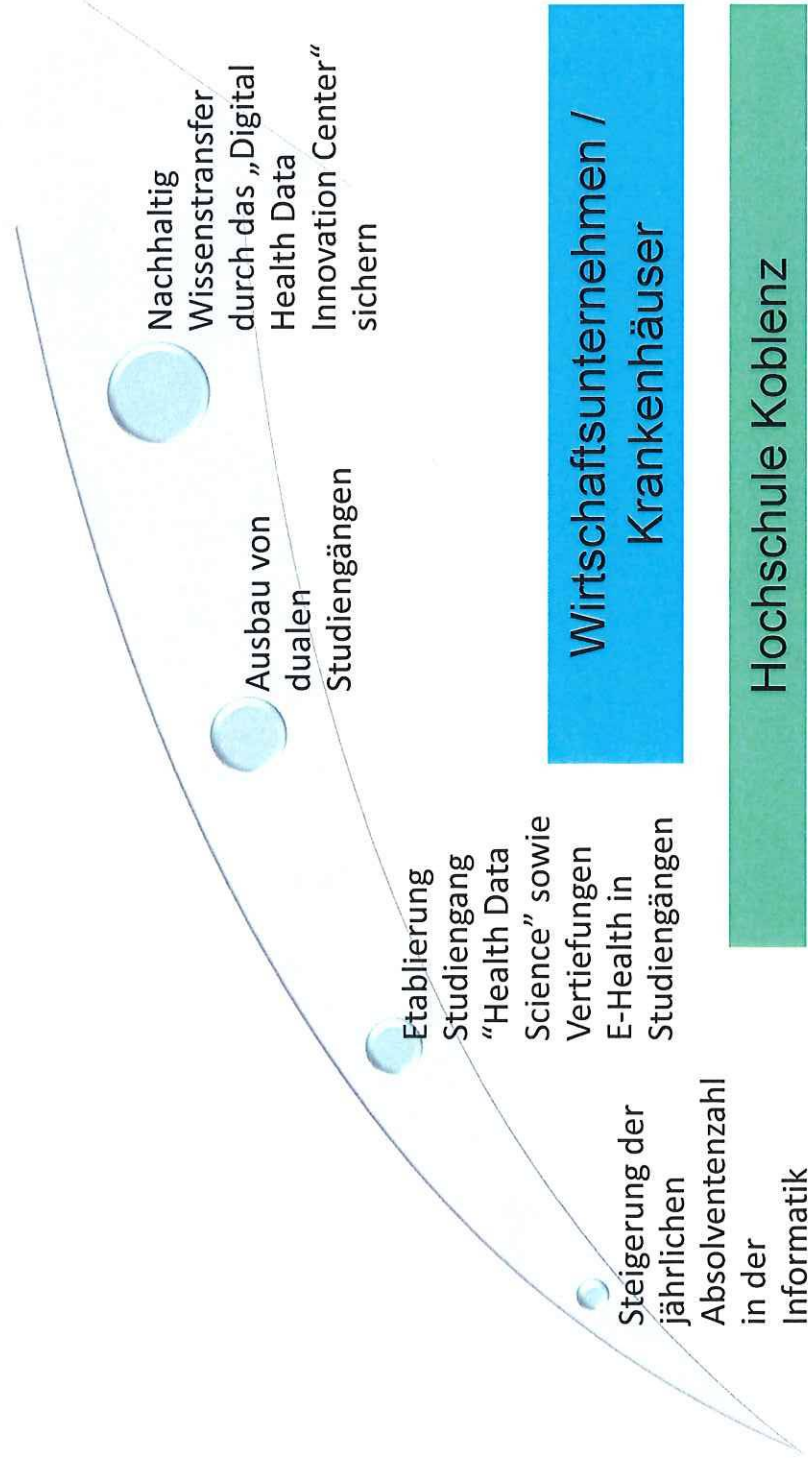 Steigerung der
jährlichen
Absolventenzahl
in der
Informatik
Etablierung
Studiengang
“Health Data
Science” sowie
Vertiefungen
E-Health in
Studiengängen
Ausbau von
dualen
Studiengängen
Nachhaltig
Wissenstransfer
durch das „Digital
Health Data
Innovation Center“
sichern
Wirtschaftsunternehmen /
Krankenhäuser
Hochschule Koblenz